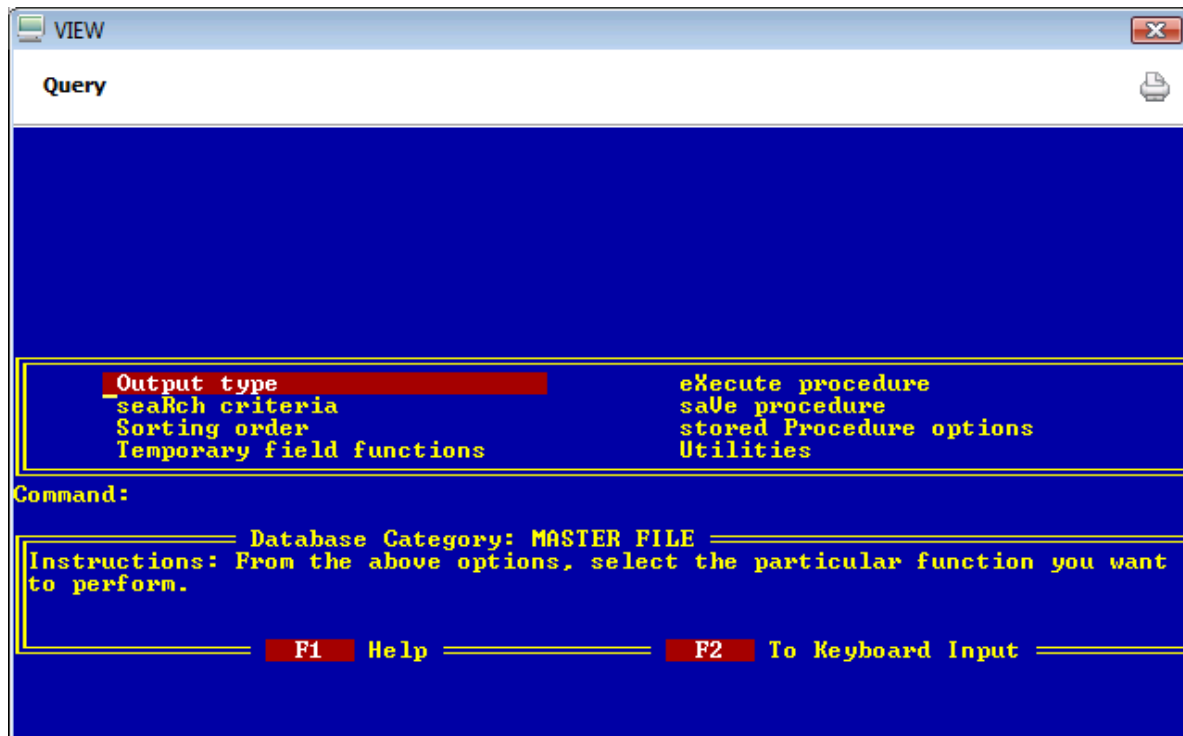 VIEW
Query
Output type eXecute procedure
seaRch criteria saVe procedure
Sorting order stored Procedure options
Temporary field functions Utilities
Command:
Database Category: MASTER FILE
Instructions: From the above options, select the particular function you want
to perform.
F1 Help F2 To Keyboard Input